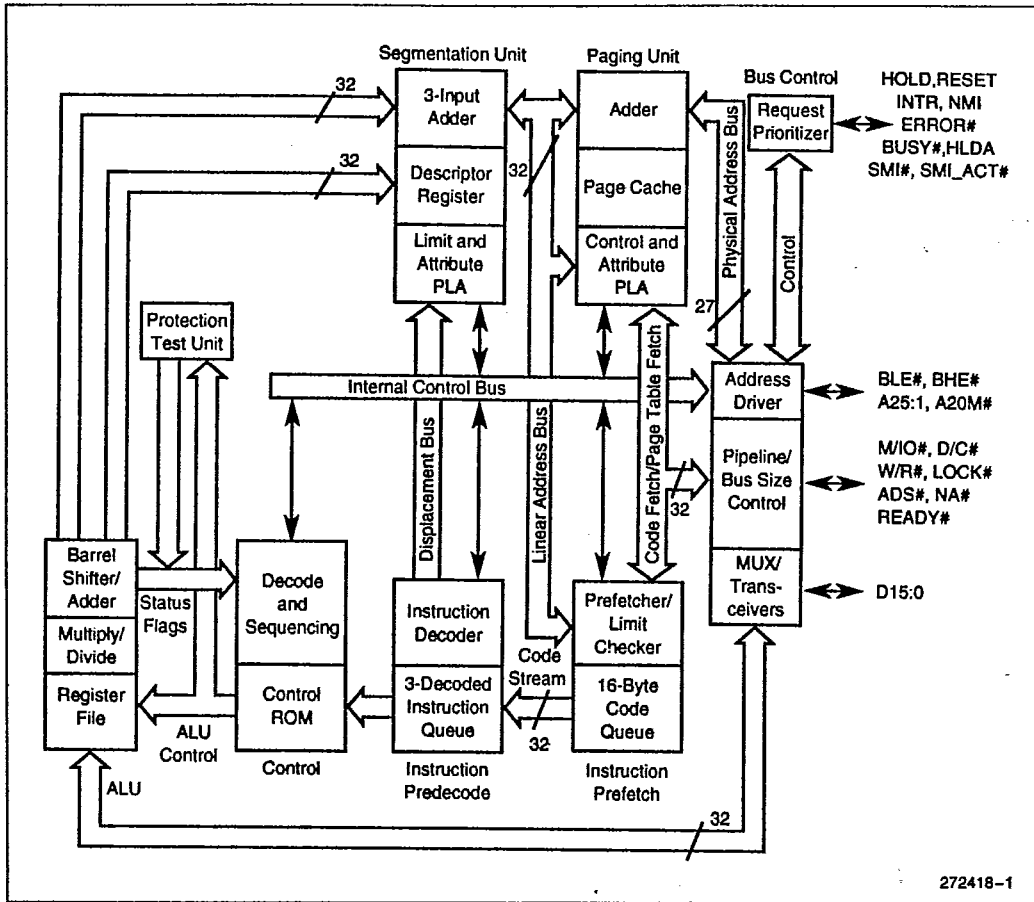 Segmentation Unit
Paging Unit
Bus Control
HOLD,RESET
INTR, NMI
ERROR#
BUSY#,HLDA
SMI#, SMI_ACT#
32
3-Input
Adder
Adder
Request
Prioritizer
32
Descriptor
Register
32
Page Cache
Physical Address Bus
Control
Limit and
Attribute
PLA
Control and
Attribute
PLA
27
Protection
Test Unit
Internal Control Bus
Address
Driver
BLE#, BHE#
A25:1, A20M#
Displacement Bus
Linear Address Bus
Code Fetch/Page Table Fetch
32
Pipeline/
Bus Size
Control
M/IO#, D/C#
W/R#, LOCK#
ADS#, NA#
READY#
Barrel
Shifter/
Adder
Status
Flags
Decode
and
Sequencing
Instruction
Decoder
Prefetcher/
Limit
Checker
MUX/
Trans-
ceivers
D15:0
Multiply/
Divide
Register
File
ALU
Control
Control
ROM
3-Decoded
Instruction
Queue
Code
Stream
32
16-Byte
Code
Queue
ALU
Control
Instruction
Predecode
Instruction
Prefetch
32
272418-1